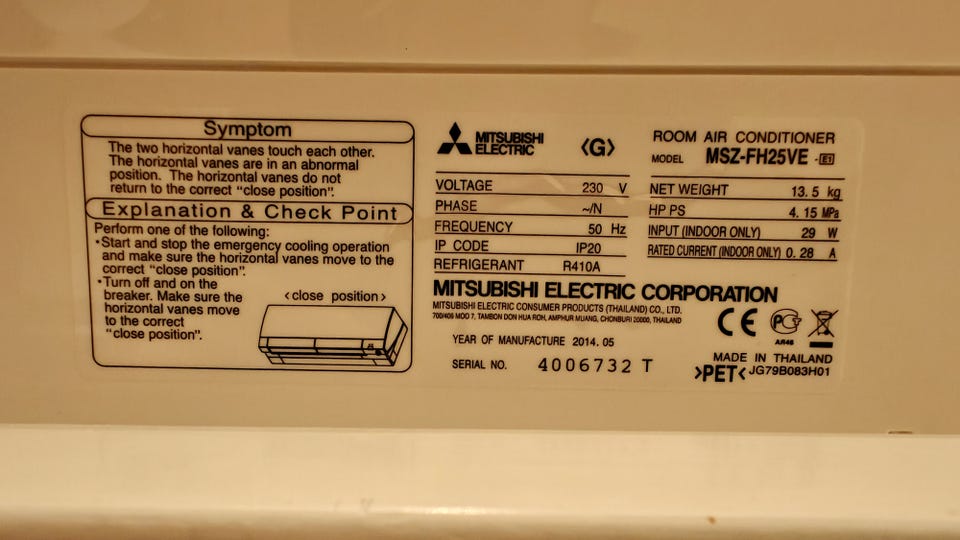 Symptom
The two horizontal vanes touch each other.
The horizontal vanes are in an abnormal
position. The horizontal vanes do not
return to the correct "close position".
Explanation & Check Point
Perform one of the following:
•Start and stop the emergency cooling operation
and make sure the horizontal vanes move to the
correct "close position".
•Turn off and on the
breaker. Make sure the
horizontal vanes move
to the correct
"close position".
<close position>
MITSUBISHI
ELECTRIC
<G>
VOLTAGE 230 V
PHASE ~/N
FREQUENCY 50 Hz
IP CODE IP20
REFRIGERANT R410A
ROOM AIR CONDITIONER
MODEL MSZ-FH25VE -E1
NET WEIGHT 13.5 kg
HP PS 4.15 MPa
INPUT (INDOOR ONLY) 29 W
RATED CURRENT (INDOOR ONLY) 0.28 A
MITSUBISHI ELECTRIC CORPORATION
MITSUBISHI ELECTRIC CONSUMER PRODUCTS (THAILAND) CO., LTD.
700/406 MOO 7, TAMBON DON HUA ROH, AMPHUR MUANG, CHONBURI 20000, THAILAND
YEAR OF MANUFACTURE 2014.05
SERIAL NO. 4006732 T
CE
PG
AR46
MADE IN THAILAND
>PET< JG79B083H01